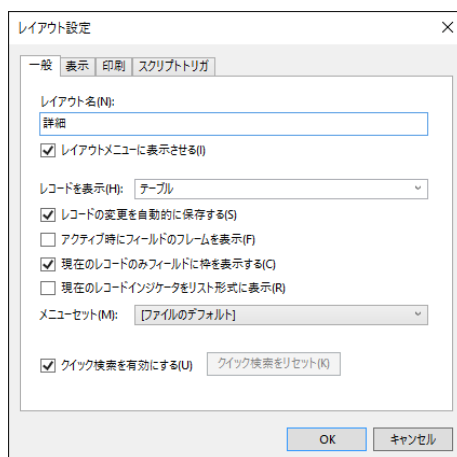 レイアウト設定
一般 表示 印刷 スクリプトトリガ
レイアウト名(N):
詳細
レイアウトメニューに表示させる(I)
レコードを表示(H): テーブル
レコードの変更を自動的に保存する(S)
アクティブ時にフィールドのフレームを表示(F)
現在のレコードのみフィールドに枠を表示する(C)
現在のレコードインジケータをリスト形式に表示(R)
メニューセット(M): [ファイルのデフォルト]
クイック検索を有効にする(U) クイック検索をリセット(K)
OK キャンセル